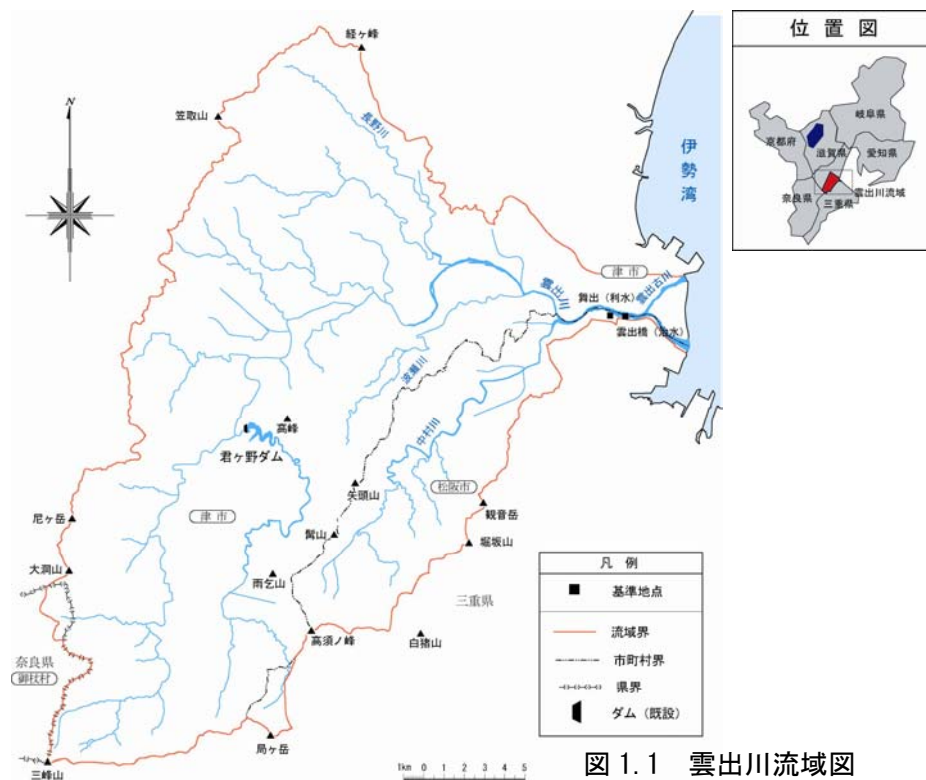 経ヶ峰
笠取山
長野川
N
伊勢湾
津市
雲出川
舞出（利水）
雲出古川
雲出橋（治水）
波瀬川
中村川
高峰
君ヶ野ダム
矢頭山
松阪市
観音岳
尼ヶ岳
津市
髯山
堀坂山
大洞山
雨乞山
三重県
高須ノ峰
白猪山
奈良県
御杖村
局ヶ岳
三峰山
1km 0 1 2 3 4 5
位置図
岐阜県
京都府
滋賀県
愛知県
奈良県
三重県
雲出川流域
凡例
基準地点
流域界
市町村界
県界
ダム（既設）
図1.1 雲出川流域図